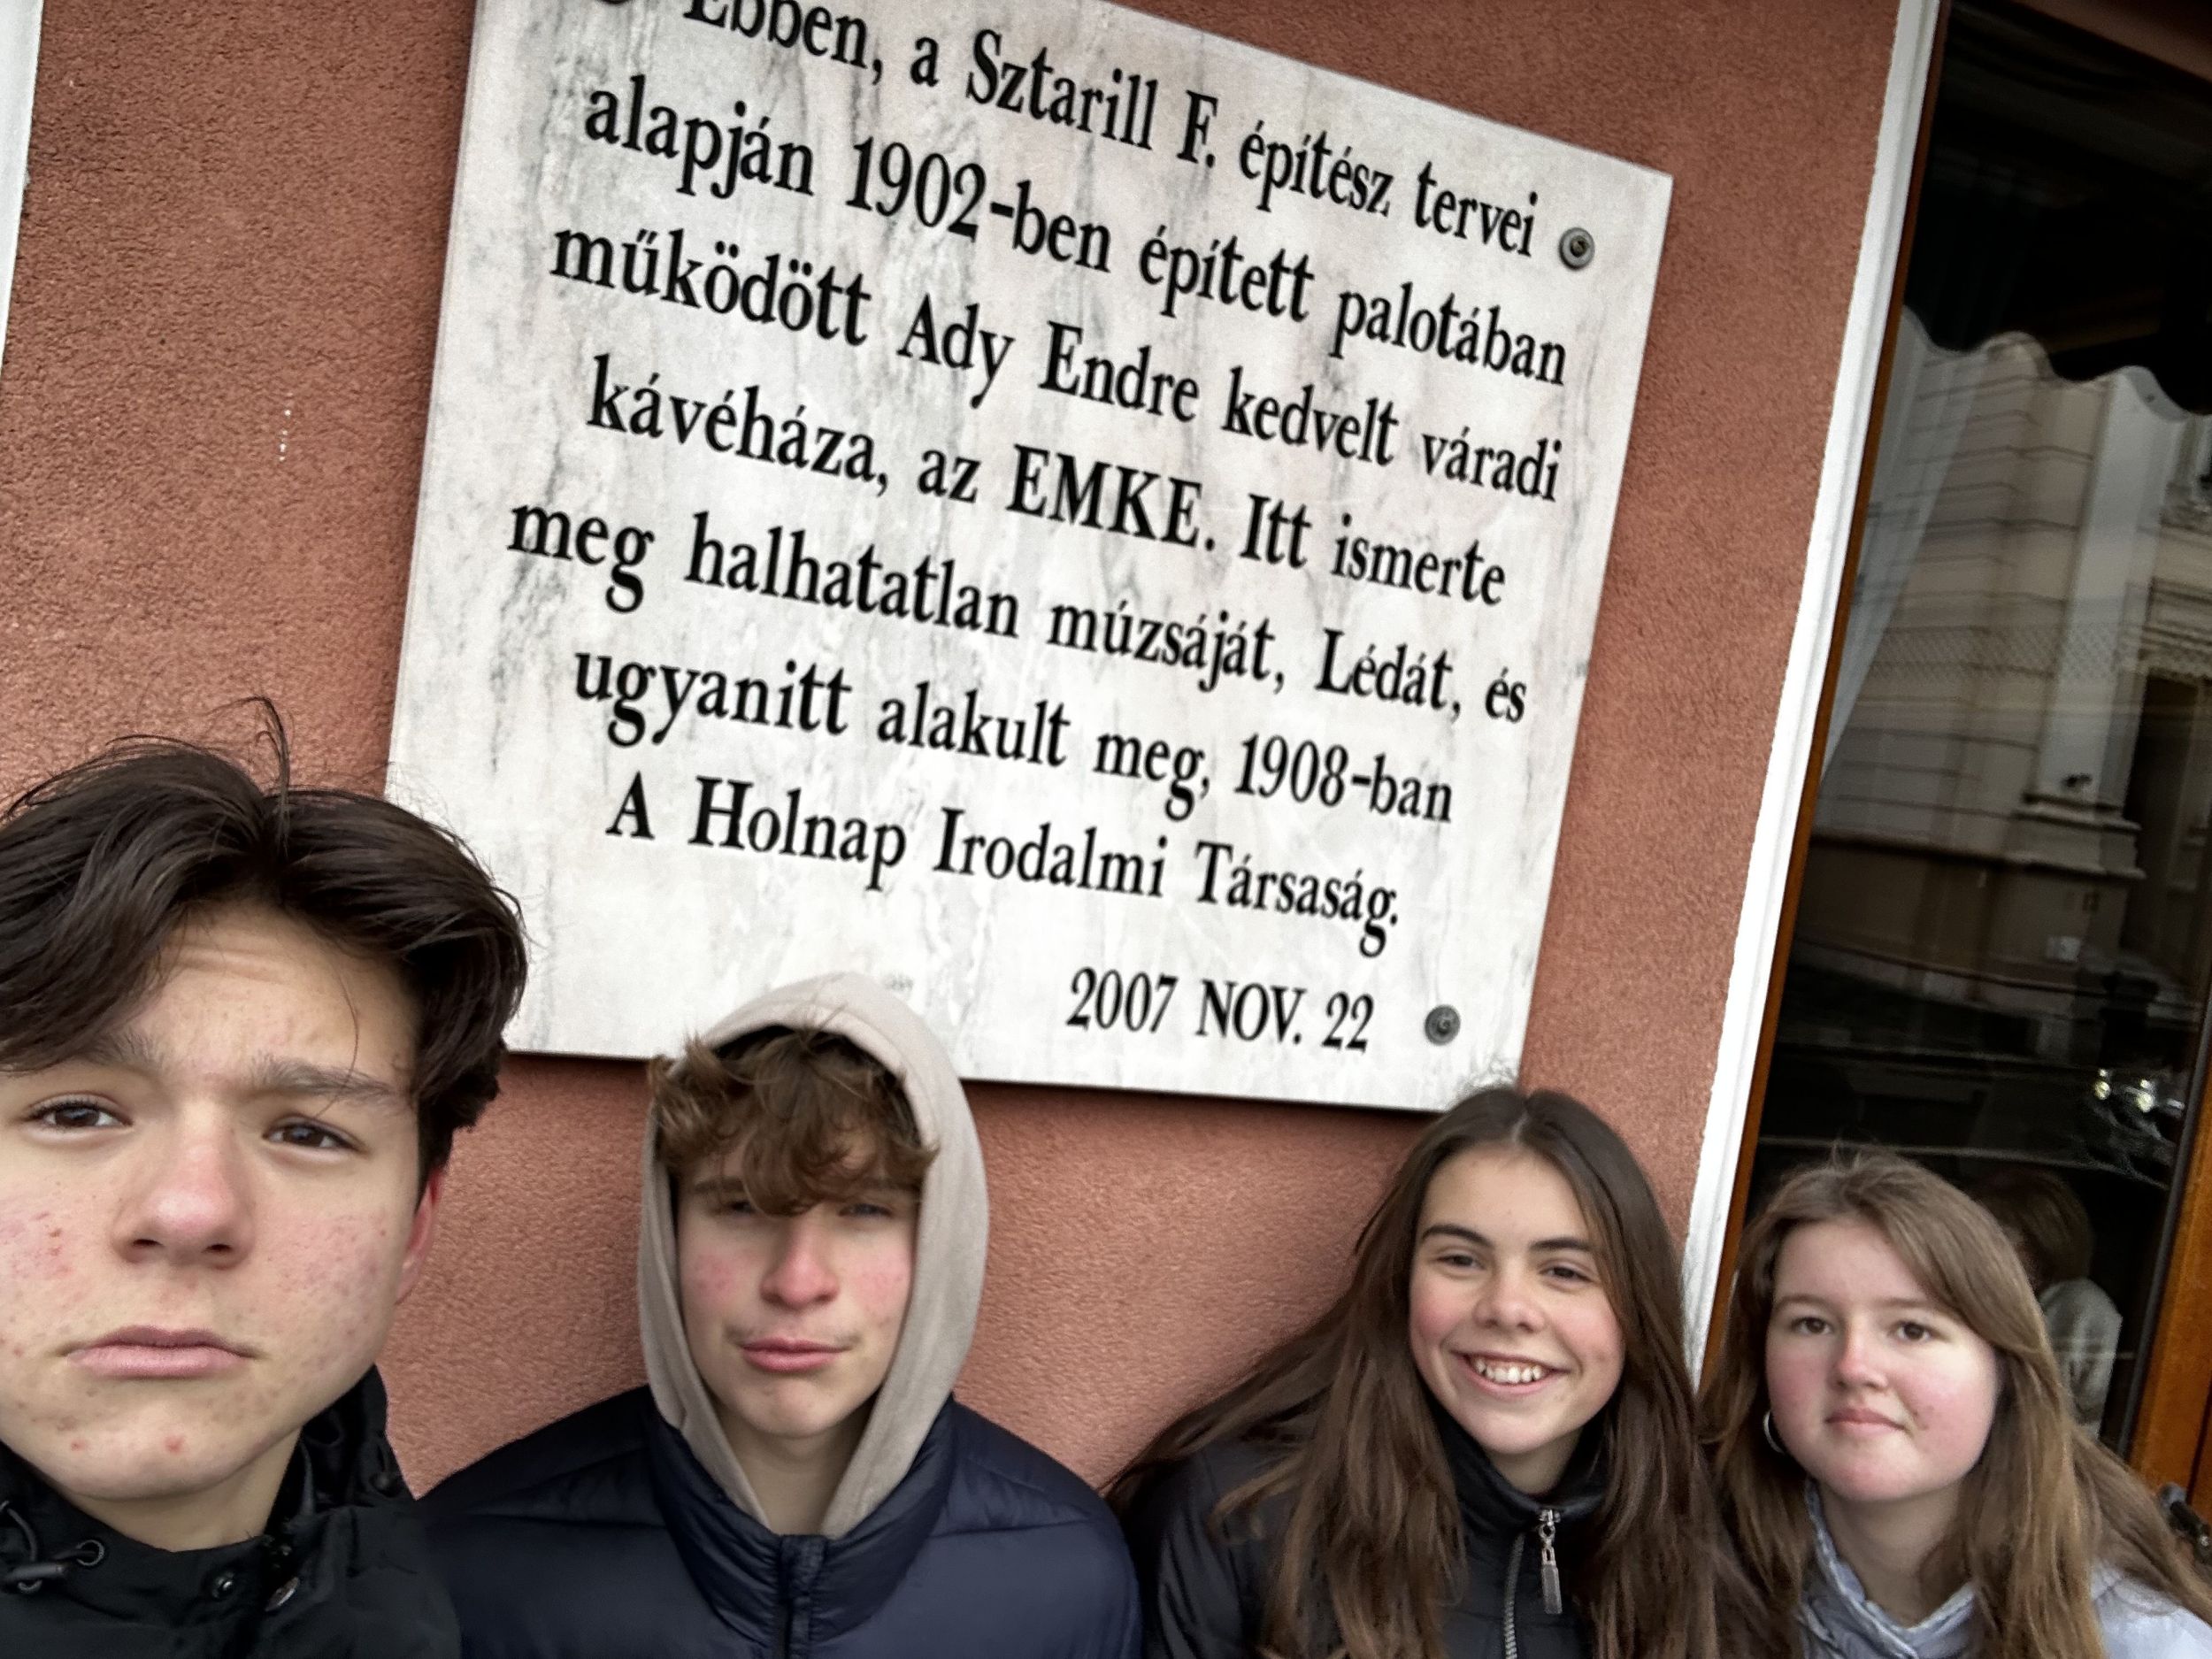 Ebben, a Sztarill F. építész tervei
alapján 1902-ben épített palotában
működött Ady Endre kedvelt váradi
kávéháza, az EMKE. Itt ismerte
meg halhatatlan múzsáját, Lédát, és
ugyanitt alakult meg, 1908-ban
A Holnap Irodalmi Társaság.
2007 NOV. 22